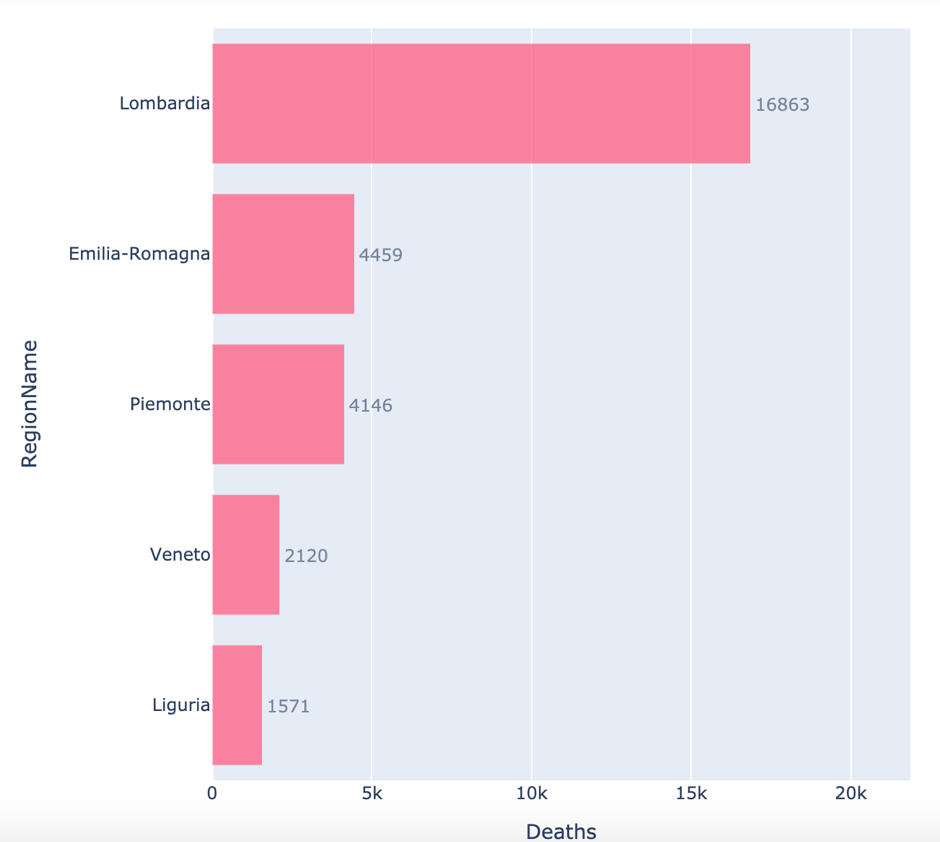 RegionName
Lombardia
16863
Emilia-Romagna
4459
Piemonte
4146
Veneto
2120
Liguria
1571
0 5k 10k 15k 20k
Deaths